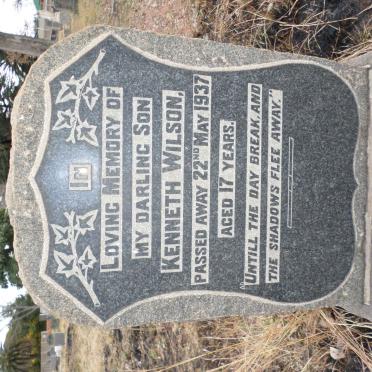 IN
LOVING MEMORY OF
MY DARLING SON
KENNETH WILSON,
PASSED AWAY 22ND MAY 1937
AGED 17 YEARS.
"UNTILL THE DAY BREAK, AND
THE SHADOWS FLEE AWAY."